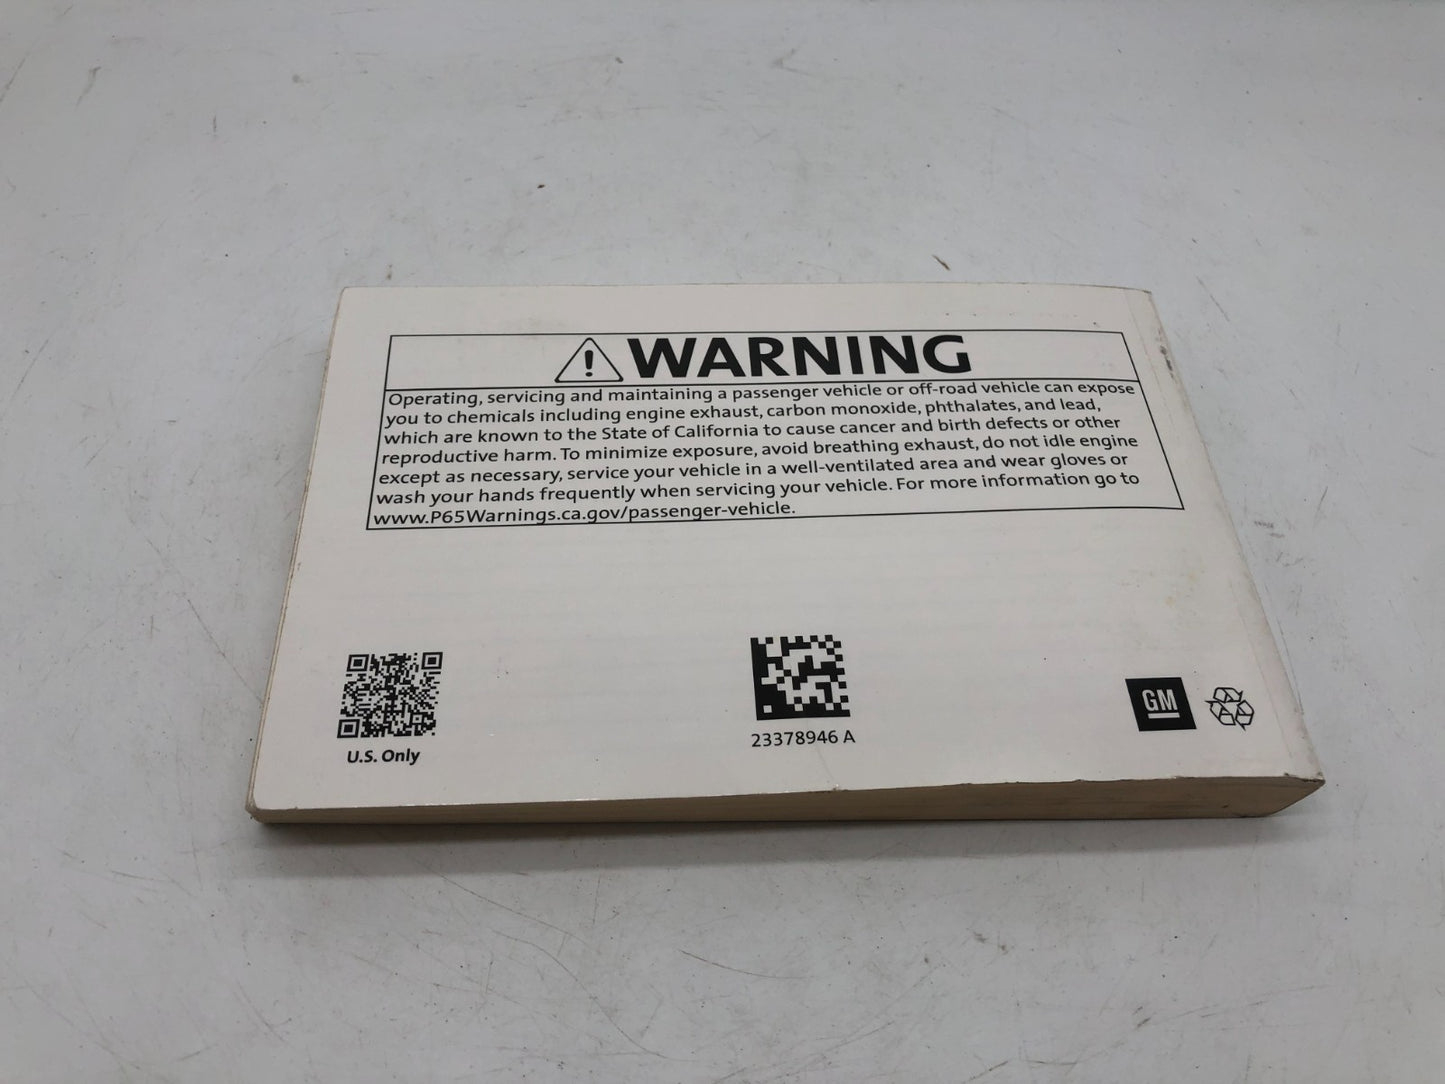 WARNING
Operating, servicing and maintaining a passenger vehicle or off-road vehicle can expose
you to chemicals including engine exhaust, carbon monoxide, phthalates, and lead,
which are known to the State of California to cause cancer and birth defects or other
reproductive harm. To minimize exposure, avoid breathing exhaust, do not idle engine
except as necessary, service your vehicle in a well-ventilated area and wear gloves or
wash your hands frequently when servicing your vehicle. For more information go to
www.P65Warnings.ca.gov/passenger-vehicle.
U.S. Only
23378946 A
GM